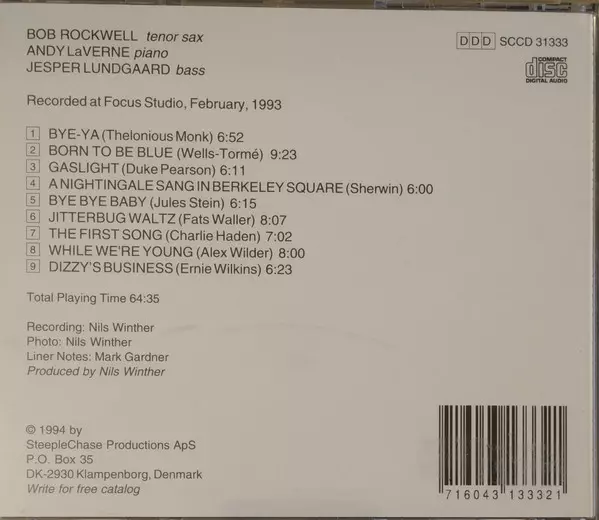 BOB ROCKWELL tenor sax
ANDY LaVERNE piano
JESPER LUNDGAARD bass
DDD SCCD 31333
COMPACT
disc
DIGITAL AUDIO
Recorded at Focus Studio, February, 1993
1 BYE-YA (Thelonious Monk) 6:52
2 BORN TO BE BLUE (Wells-Tormé) 9:23
3 GASLIGHT (Duke Pearson) 6:11
4 A NIGHTINGALE SANG IN BERKELEY SQUARE (Sherwin) 6:00
5 BYE BYE BABY (Jules Stein) 6:15
6 JITTERBUG WALTZ (Fats Waller) 8:07
7 THE FIRST SONG (Charlie Haden) 7:02
8 WHILE WE'RE YOUNG (Alex Wilder) 8:00
9 DIZZY'S BUSINESS (Ernie Wilkins) 6:23
Total Playing Time 64:35
Recording: Nils Winther
Photo: Nils Winther
Liner Notes: Mark Gardner
Produced by Nils Winther
© 1994 by
SteepleChase Productions ApS
P.O. Box 35
DK-2930 Klampenborg, Denmark
Write for free catalog
716043 133321